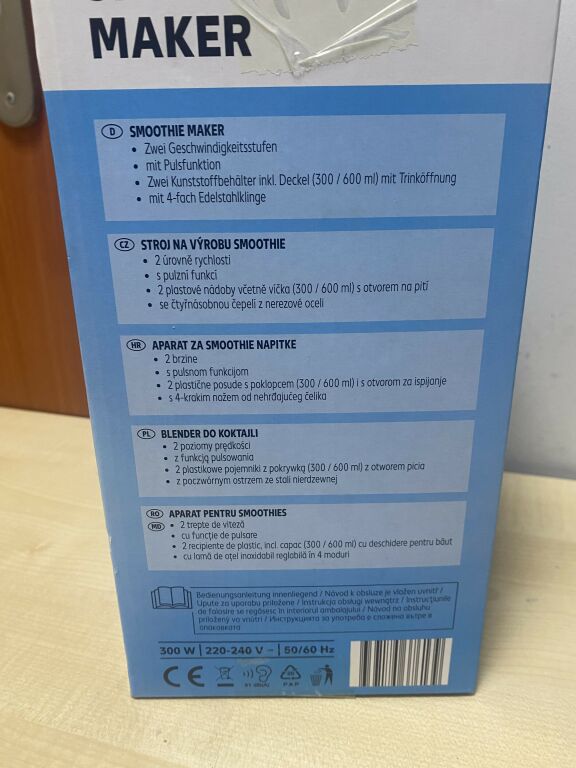 MAKER
D SMOOTHIE MAKER
• Zwei Geschwindigkeitsstufen
• mit Pulsfunktion
• Zwei Kunststoffbehälter inkl. Deckel (300 / 600 ml) mit Trinköffnung
• mit 4-fach Edelstahlklinge
CZ STROJ NA VÝROBU SMOOTHIE
• 2 úrovně rychlosti
• s pulzní funkcí
• 2 plastové nádoby včetně víčka (300 / 600 ml) s otvorem na pití
• se čtyřnásobnou čepelí z nerezové oceli
HR APARAT ZA SMOOTHIE NAPITKE
• 2 brzine
• s pulsnom funkcijom
• 2 plastične posude s poklopcem (300 / 600 ml) i s otvorom za ispijanje
• s 4-krakim nožem od nehrđajućeg čelika
PL BLENDER DO KOKTAJLI
• 2 poziomy prędkości
• z funkcją pulsowania
• 2 plastikowe pojemniki z pokrywką (300 / 600 ml) z otworem picia
• z poczwórnym ostrzem ze stali nierdzewnej
RO APARAT PENTRU SMOOTHIES
MD • 2 trepte de viteză
• cu funcție de pulsare
• 2 recipiente de plastic, incl. capac (300 / 600 ml) cu deschidere pentru băut
• cu lamă de oțel inoxidabil reglabilă în 4 moduri
Bedienungsanleitung innenliegend / Návod k obsluze je vložen uvnitř /
Upute za uporabu priložene / Instrukcja obsługi wewnątrz / Instrucțiunile
de folosire se regăsesc în interiorul ambalajului / Návod na obsluhu
priložený vo vnútri / Инструкцията за употреба е сложена вътре в
опаковката
300 W | 220-240 V ~ | 50/60 Hz
CE
PAP